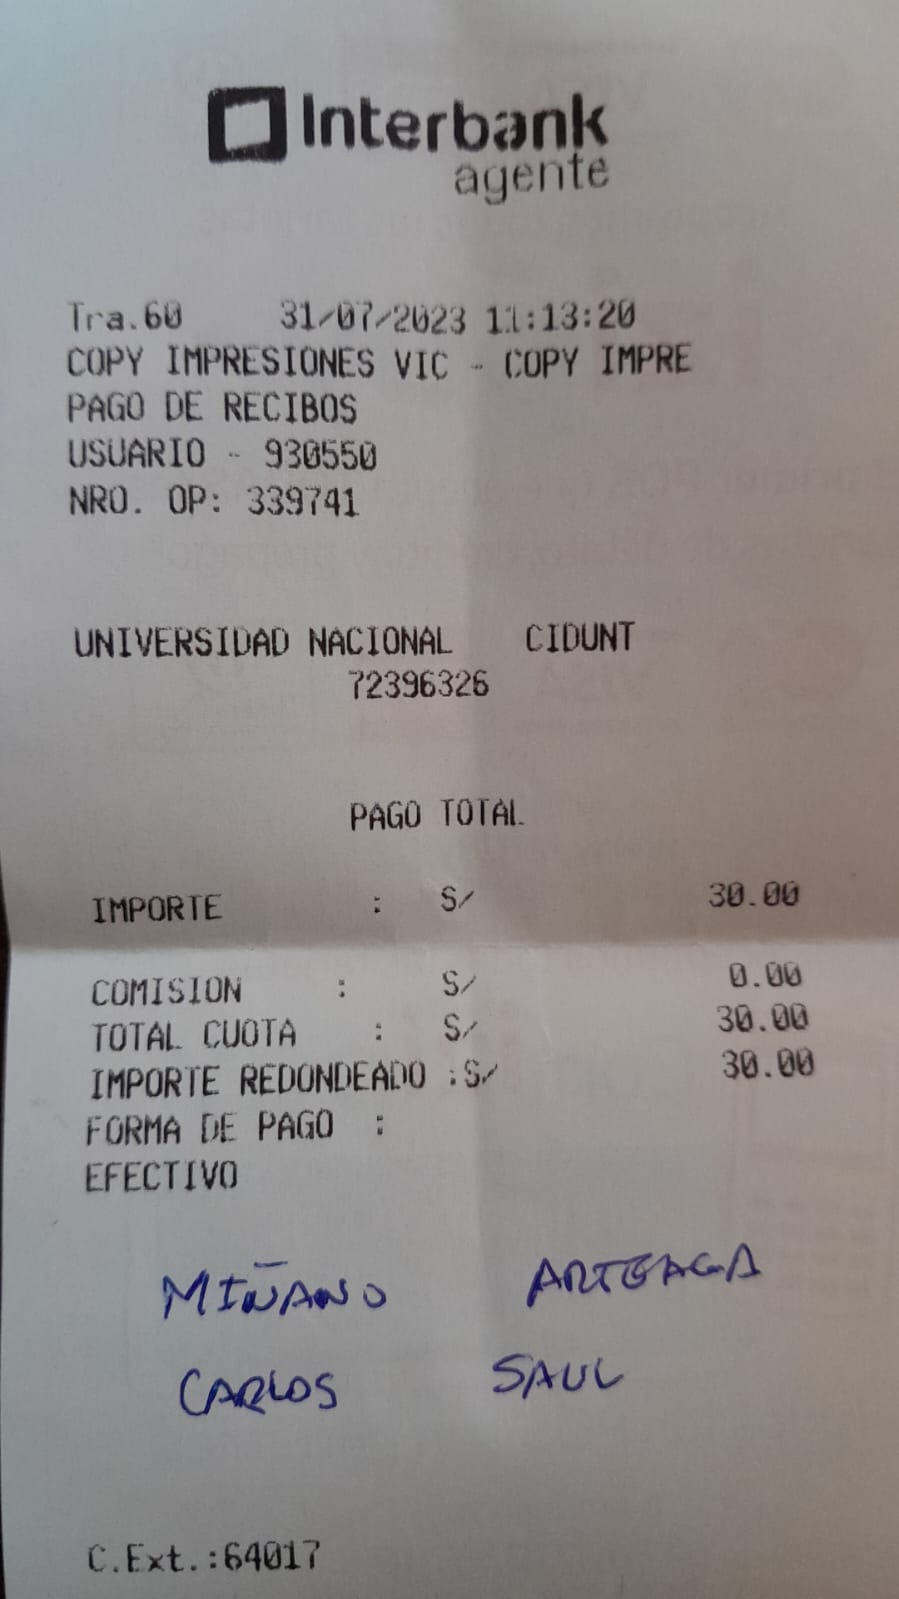 Interbank
agente
Tra.60 31/07/2023 11:13:20
COPY IMPRESIONES VIC - COPY IMPRE
PAGO DE RECIBOS
USUARIO - 930550
NRO. OP: 339741
UNIVERSIDAD NACIONAL CIDUNT
72396326
PAGO TOTAL
IMPORTE : S/ 30.00
COMISION : S/ 0.00
TOTAL CUOTA : S/ 30.00
IMPORTE REDONDEADO :S/ 30.00
FORMA DE PAGO :
EFECTIVO
MIÑANO ARTEAGA
CARLOS SAUL
C.Ext.:64017